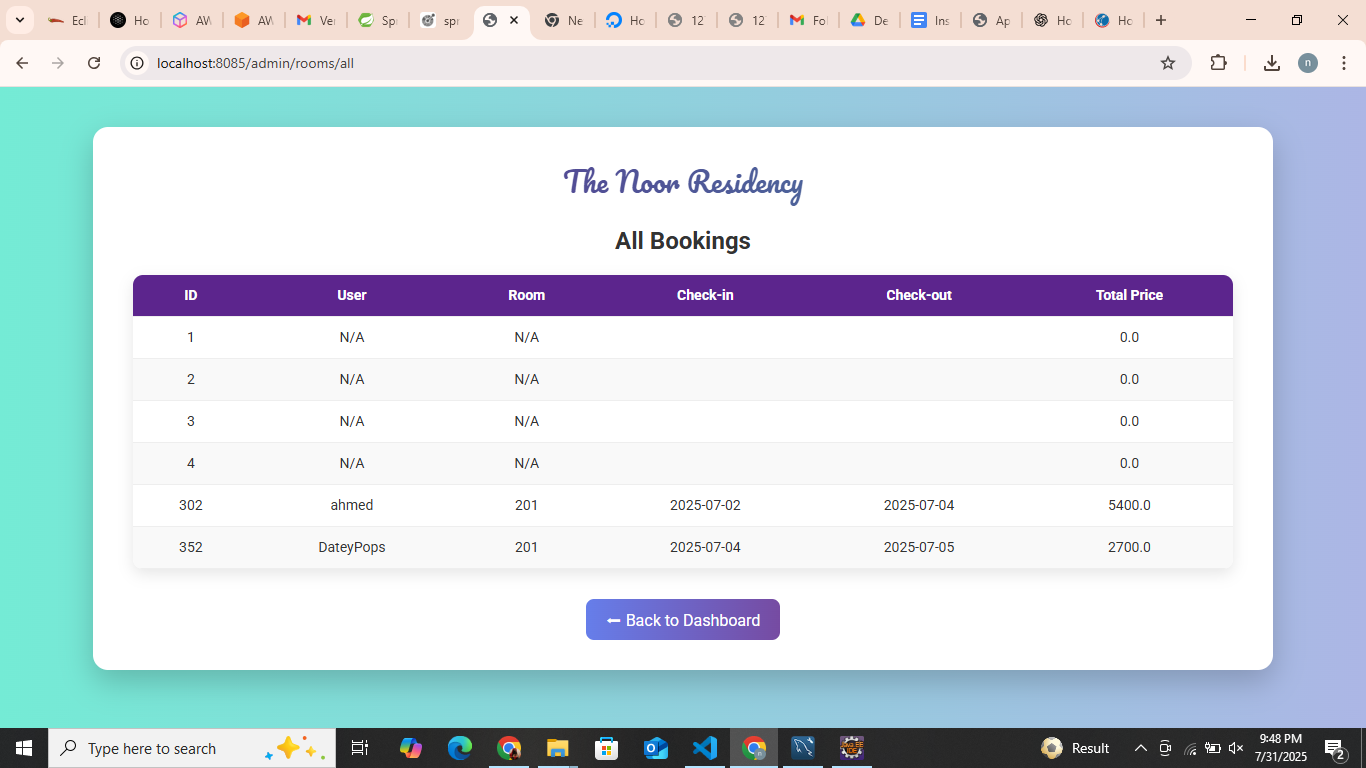 Ecl
Ho
AW
AW
Ve
Sp
spr
Ne
Ho
12
12
Fo
De
Ins
Ap
Ho
Ho
localhost:8085/admin/rooms/all
n
The Noor Residency
All Bookings
ID User Room Check-in Check-out Total Price
1 N/A N/A 0.0
2 N/A N/A 0.0
3 N/A N/A 0.0
4 N/A N/A 0.0
302 ahmed 201 2025-07-02 2025-07-04 5400.0
352 DateyPops 201 2025-07-04 2025-07-05 2700.0
← Back to Dashboard
Type here to search
Result
9:48 PM
7/31/2025
2